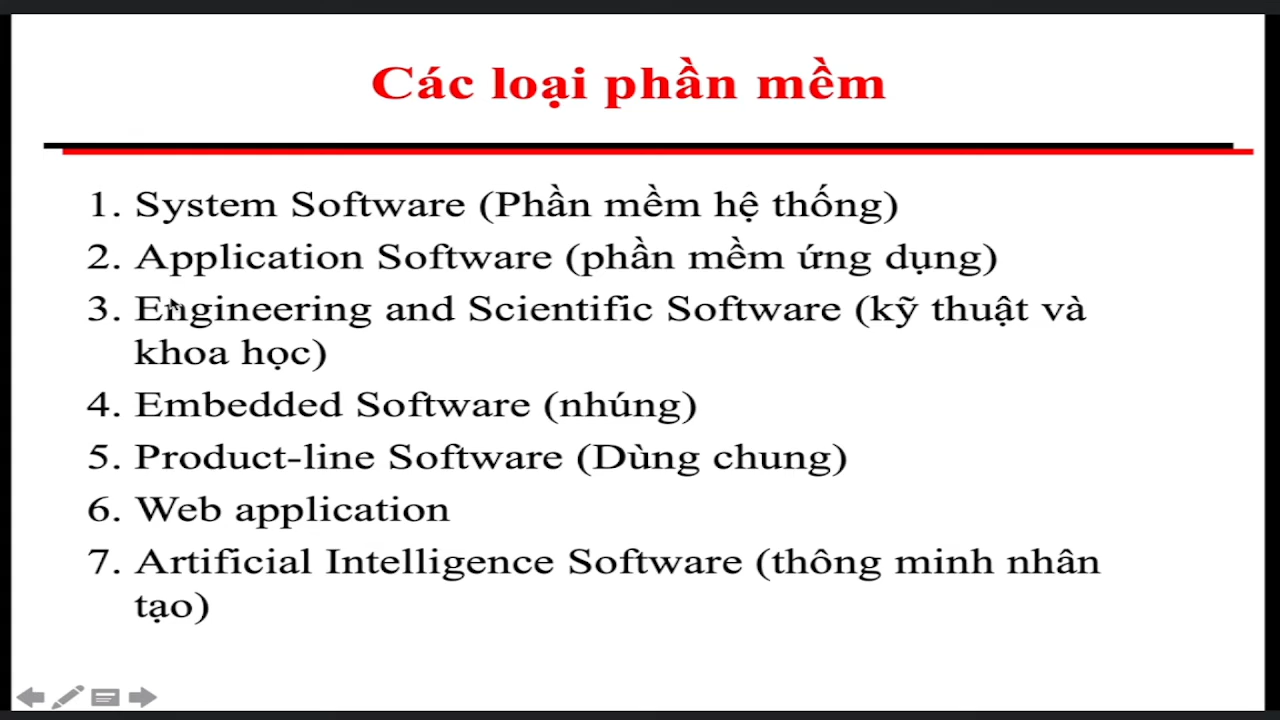 Các loại phần mềm
1. System Software (Phần mềm hệ thống)
2. Application Software (phần mềm ứng dụng)
3. Engineering and Scientific Software (kỹ thuật và
khoa học)
4. Embedded Software (nhúng)
5. Product-line Software (Dùng chung)
6. Web application
7. Artificial Intelligence Software (thông minh nhân
tạo)